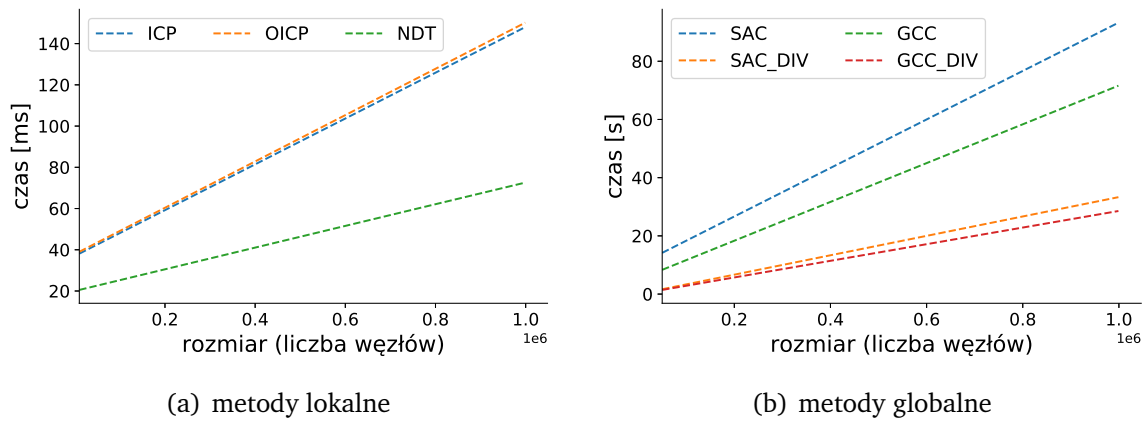 ICP OICP NDT
140
120
100
80
60
40
20
czas [ms]
0.2 0.4 0.6 0.8 1.0
1e6
rozmiar (liczba węzłów)
(a) metody lokalne
SAC GCC
SAC_DIV GCC_DIV
80
60
40
20
0
czas [s]
0.2 0.4 0.6 0.8 1.0
1e6
rozmiar (liczba węzłów)
(b) metody globalne